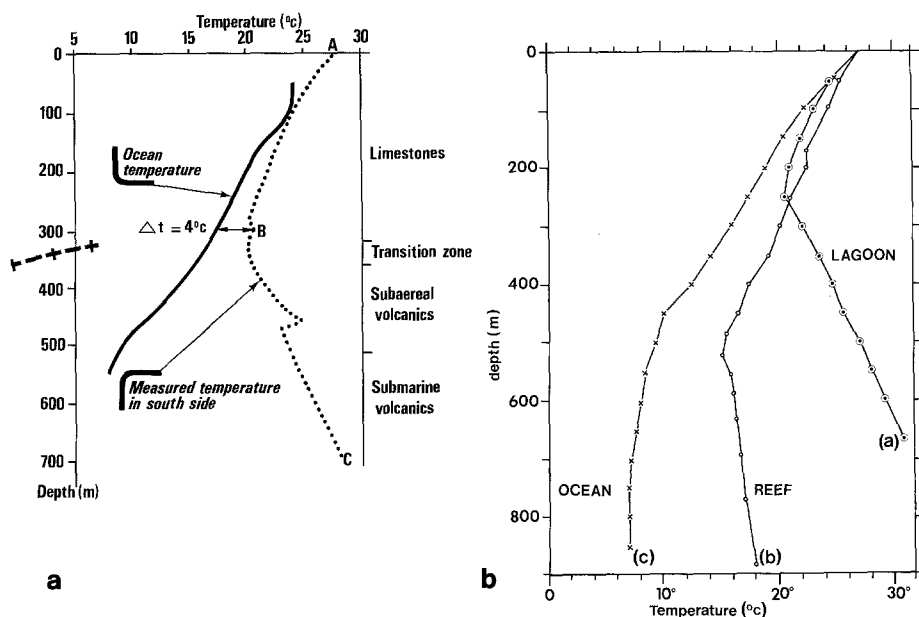 Temperature (°c)
5 10 15 20 25 30
A
0
100
200
300
400
500
600
700
Depth (m)
Ocean
temperature
Δ t = 4°c
B
Measured temperature
in south side
C
Limestones
Transition zone
Subaereal
volcanics
Submarine
volcanics
a
0
200
400
600
800
depth (m)
LAGOON
(a)
OCEAN
REEF
(c)
(b)
0 10° 20° 30°
Temperature (°c)
b